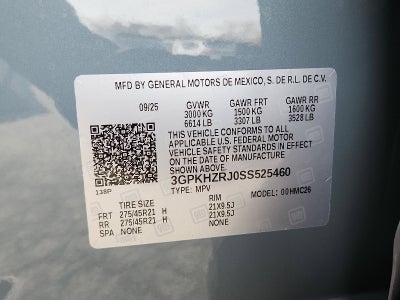 MFD BY GENERAL MOTORS DE MEXICO, S. DE R.L. DE C.V.
09/25 GVWR GAWR FRT GAWR RR
3000 KG 1500 KG 1600 KG
6614 LB 3307 LB 3528 LB
THIS VEHICLE CONFORMS TO ALL
APPLICABLE U.S. FEDERAL MOTOR
VEHICLE SAFETY STANDARDS IN EFFECT
ON THE DATE OF MANUFACTURE
SHOWN ABOVE.
3GPKHZRJ0SS525460
138P TYPE: MPV MODEL: 00HMC26
TIRE SIZE RIM
FRT 275/45R21 H 21X9.5J
RR 275/45R21 H 21X9.5J
SPA NONE NONE